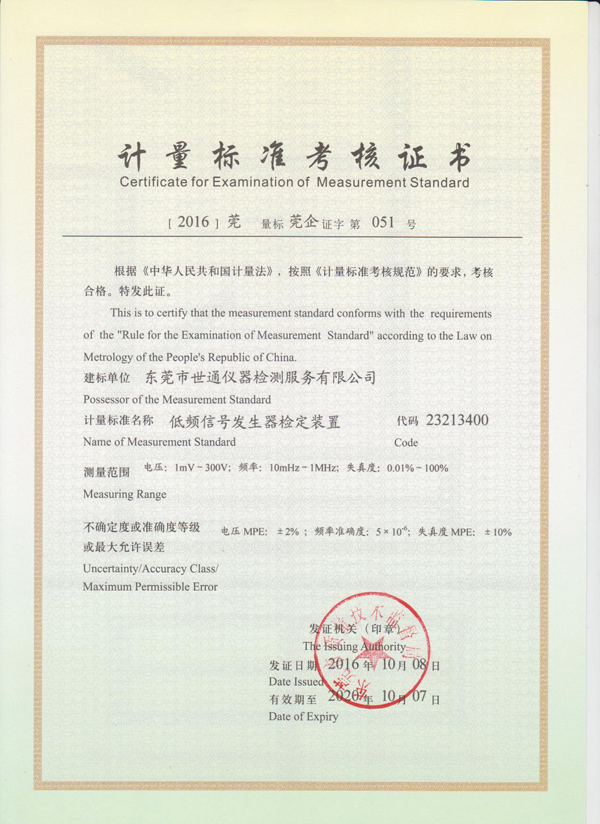 计量标准考核证书
Certificate for Examination of Measurement Standard
[ 2016 ] 莞 量标 莞企 证字 第 051 号
根据《中华人民共和国计量法》，按照《计量标准考核规范》的要求，考核
合格。特发此证。
This is to certify that the measurement standard conforms with the requirements
of the "Rule for the Examination of Measurement Standard" according to the Law on
Metrology of the People's Republic of China.
建标单位 东莞市世通仪器检测服务有限公司
Possessor of the Measurement Standard
计量标准名称 低频信号发生器检定装置 代码 23213400
Name of Measurement Standard Code
测量范围 电压：1mV－300V；频率：10mHz－1MHz；失真度：0.01%－100%
Measuring Range
不确定度或准确度等级 电压 MPE：±2% ；频率准确度：5×10⁻⁶；失真度 MPE：±10%
或最大允许误差
Uncertainty/Accuracy Class/
Maximum Permissible Error
发证机关（印章）
The Issuing Authority
发证日期 2016 年 10 月 08 日
Date Issued
有效期至 2020 年 10 月 07 日
Date of Expiry